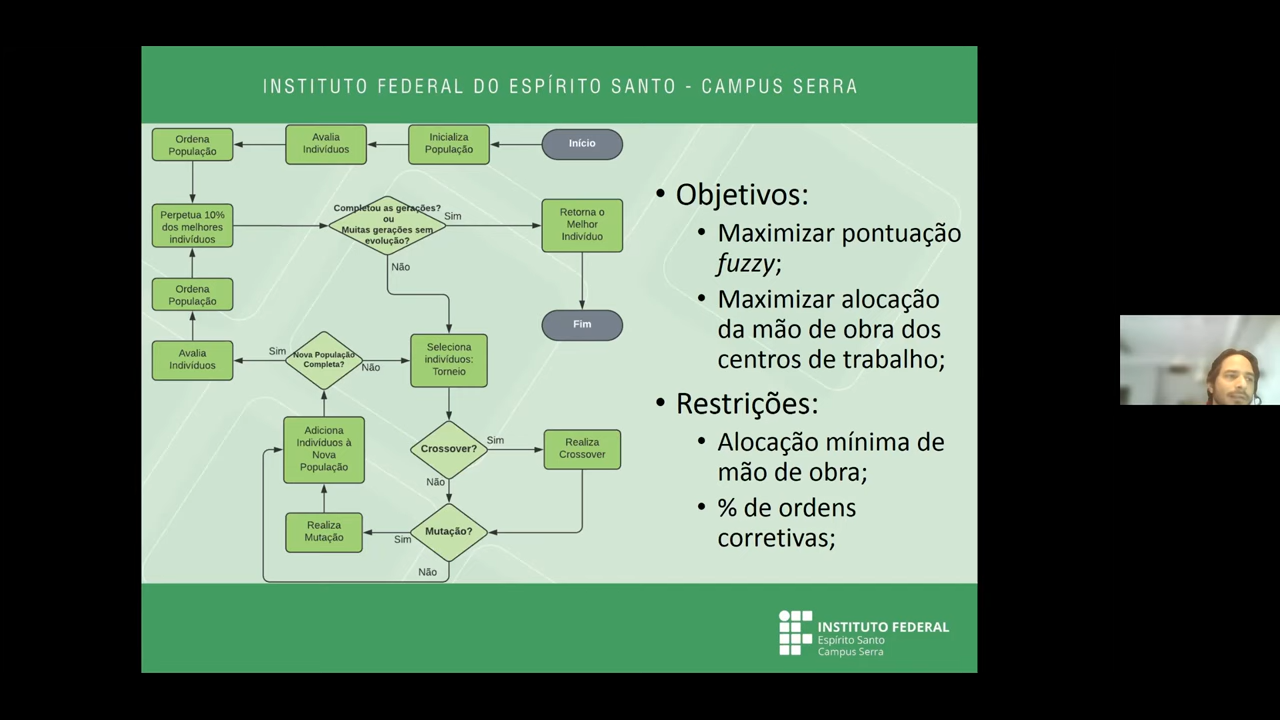 INSTITUTO FEDERAL DO ESPÍRITO SANTO - CAMPUS SERRA
Início
Inicializa
População
Avalia
Indivíduos
Ordena
População
Perpetua 10%
dos melhores
indivíduos
Completou as gerações?
ou
Muitas gerações sem
evolução?
Sim
Retorna o
Melhor
Indivíduo
Fim
Não
Seleciona
indivíduos:
Torneio
Crossover?
Sim
Realiza
Crossover
Não
Mutação?
Sim
Realiza
Mutação
Não
Adiciona
Indivíduos à
Nova
População
Nova População
Completa?
Não
Sim
Avalia
Indivíduos
Ordena
População
• Objetivos:
• Maximizar pontuação
fuzzy;
• Maximizar alocação
da mão de obra dos
centros de trabalho;
• Restrições:
• Alocação mínima de
mão de obra;
• % de ordens
corretivas;
INSTITUTO FEDERAL
Espírito Santo
Campus Serra